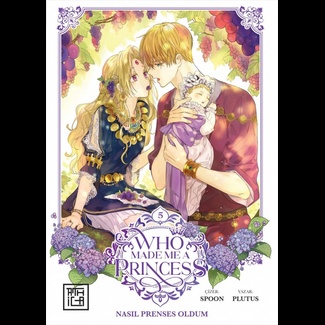 5
WHO
MADE ME A
PRINCESS
ÇİZER:
SPOON
YAZAR:
PLUTUS
NASIL PRENSES OLDUM